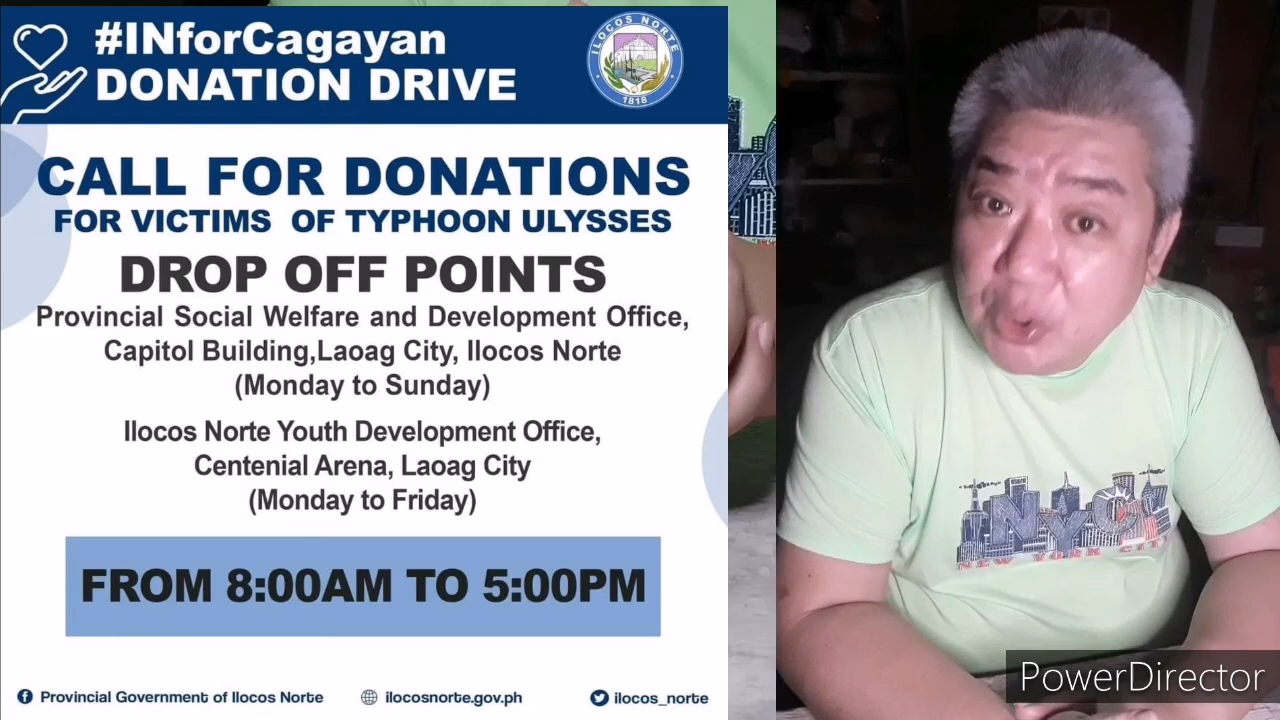 #INforCagayan
DONATION DRIVE
ILOCOS NORTE
1818
CALL FOR DONATIONS
FOR VICTIMS OF TYPHOON ULYSSES
DROP OFF POINTS
Provincial Social Welfare and Development Office,
Capitol Building,Laoag City, Ilocos Norte
(Monday to Sunday)
Ilocos Norte Youth Development Office,
Centenial Arena, Laoag City
(Monday to Friday)
FROM 8:00AM TO 5:00PM
Provincial Government of Ilocos Norte
ilocosnorte.gov.ph
ilocos_norte
NYC
NEW YORK CITY
PowerDirector